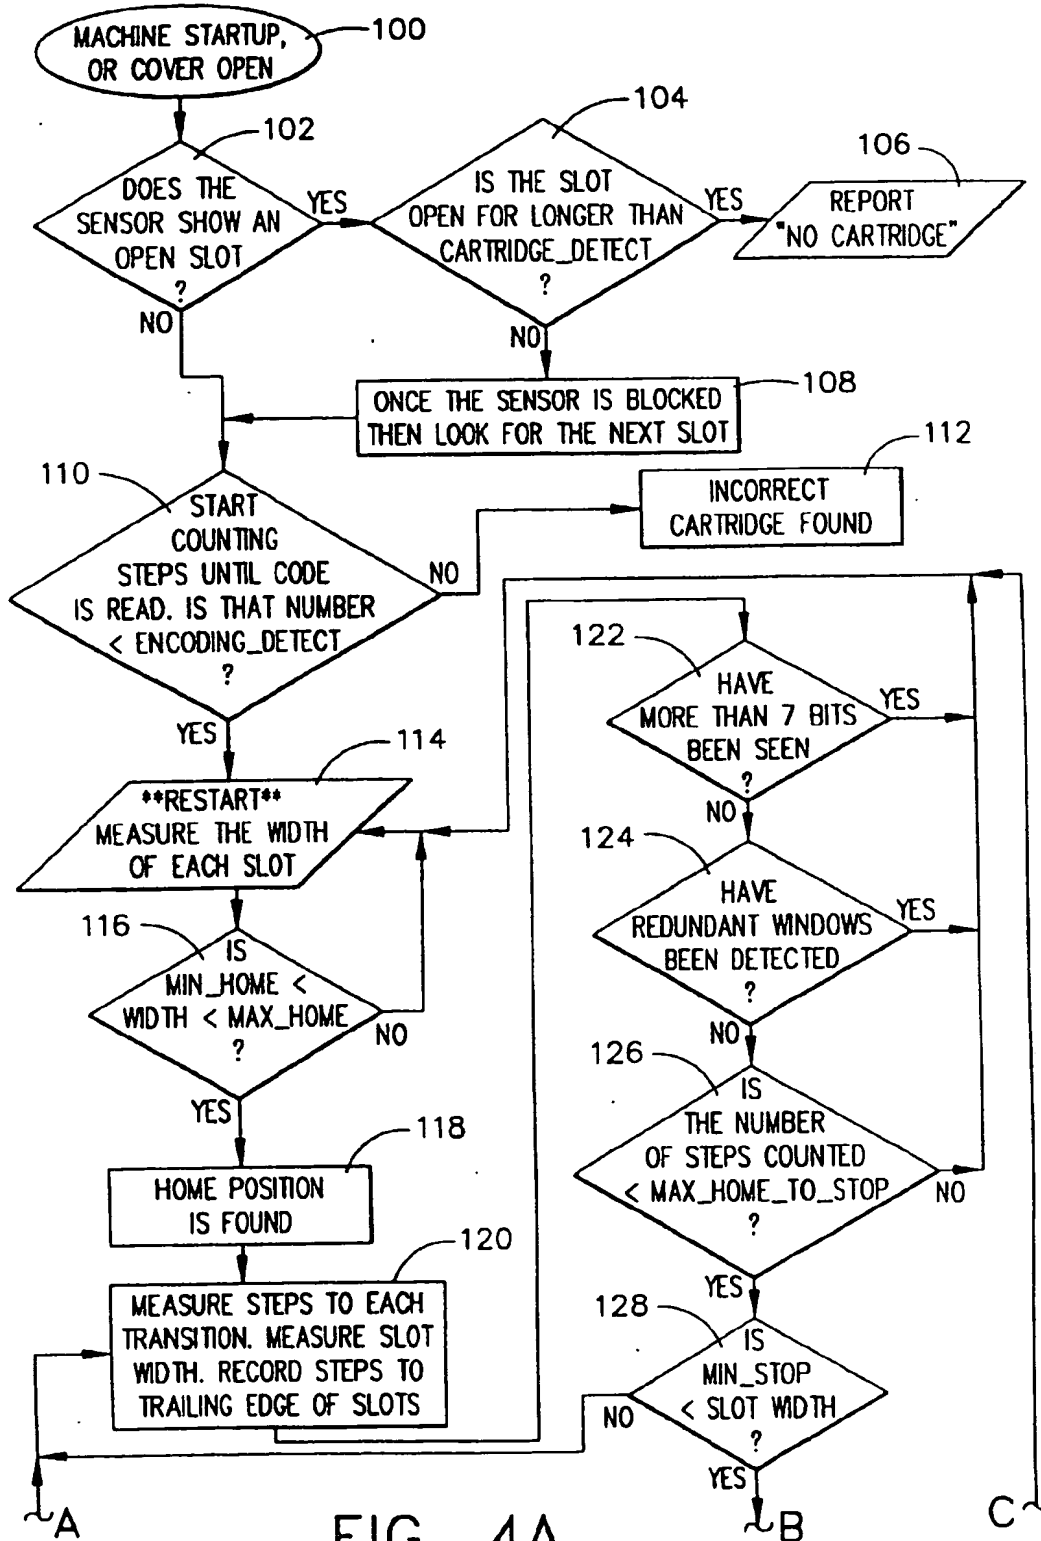 MACHINE STARTUP,
OR COVER OPEN
100
102
DOES THE
SENSOR SHOW AN
OPEN SLOT
?
YES
NO
104
IS THE SLOT
OPEN FOR LONGER THAN
CARTRIDGE_DETECT
?
YES
NO
106
REPORT
"NO CARTRIDGE"
108
ONCE THE SENSOR IS BLOCKED
THEN LOOK FOR THE NEXT SLOT
110
START
COUNTING
STEPS UNTIL CODE
IS READ. IS THAT NUMBER
< ENCODING_DETECT
?
NO
YES
112
INCORRECT
CARTRIDGE FOUND
114
**RESTART**
MEASURE THE WIDTH
OF EACH SLOT
116
IS
MIN_HOME <
WIDTH < MAX_HOME
?
NO
YES
118
HOME POSITION
IS FOUND
120
MEASURE STEPS TO EACH
TRANSITION. MEASURE SLOT
WIDTH. RECORD STEPS TO
TRAILING EDGE OF SLOTS
122
HAVE
MORE THAN 7 BITS
BEEN SEEN
?
YES
NO
124
HAVE
REDUNDANT WINDOWS
BEEN DETECTED
?
YES
NO
126
IS
THE NUMBER
OF STEPS COUNTED
< MAX_HOME_TO_STOP
?
NO
YES
128
IS
MIN_STOP
< SLOT WIDTH
?
NO
YES
A
B
C
FIG. 4A